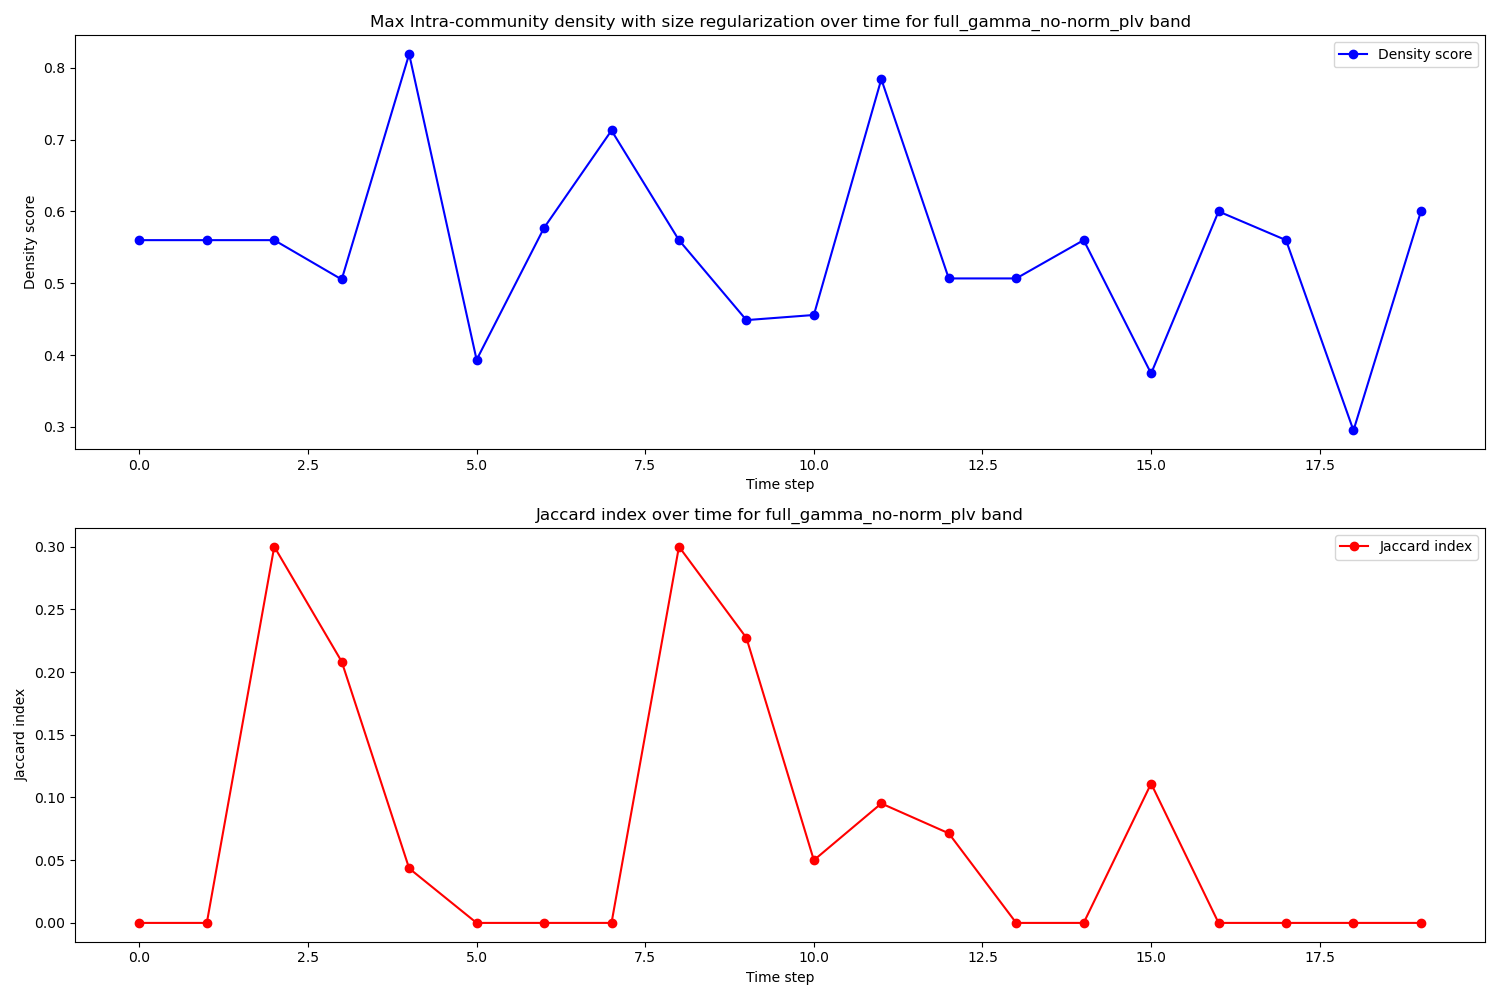 Max Intra-community density with size regularization over time for full_gamma_no-norm_plv band
Density score
0.8
0.7
0.6
0.5
0.4
0.3
Density score
0.0 2.5 5.0 7.5 10.0 12.5 15.0 17.5
Time step
Jaccard index over time for full_gamma_no-norm_plv band
Jaccard index
0.30
0.25
0.20
0.15
0.10
0.05
0.00
Jaccard index
0.0 2.5 5.0 7.5 10.0 12.5 15.0 17.5
Time step